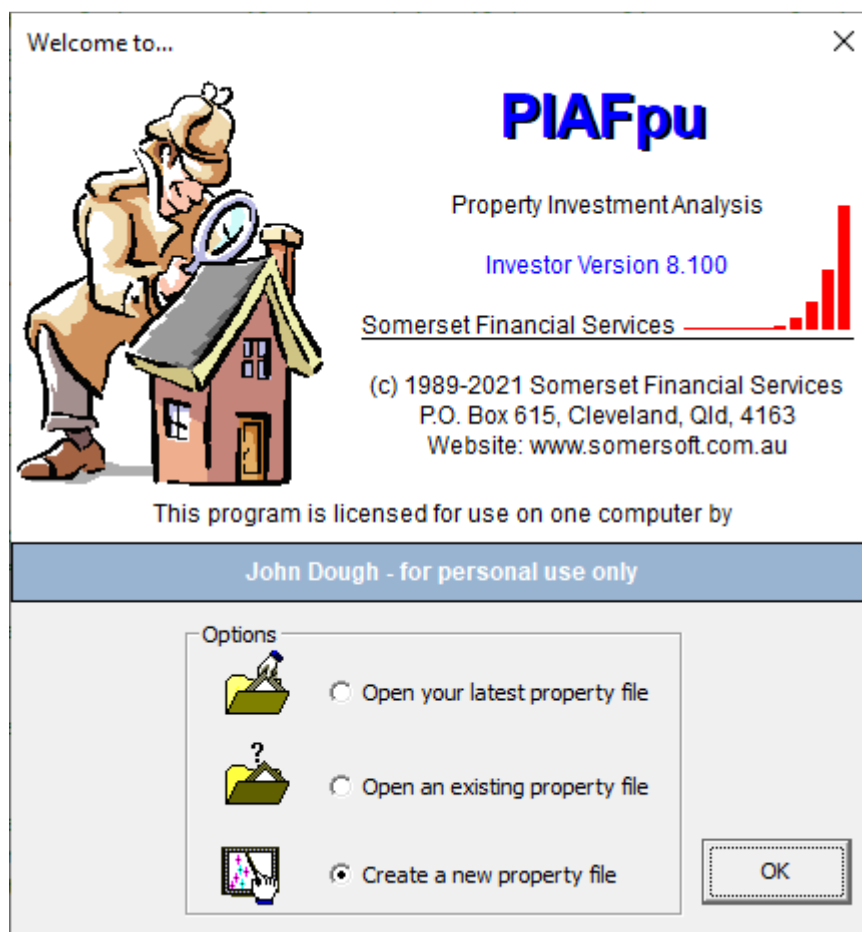 Welcome to...
PIAFpu
Property Investment Analysis
Investor Version 8.100
Somerset Financial Services
(c) 1989-2021 Somerset Financial Services
P.O. Box 615, Cleveland, Qld, 4163
Website: www.somersoft.com.au
This program is licensed for use on one computer by
John Dough - for personal use only
Options
Open your latest property file
?
Open an existing property file
Create a new property file
OK